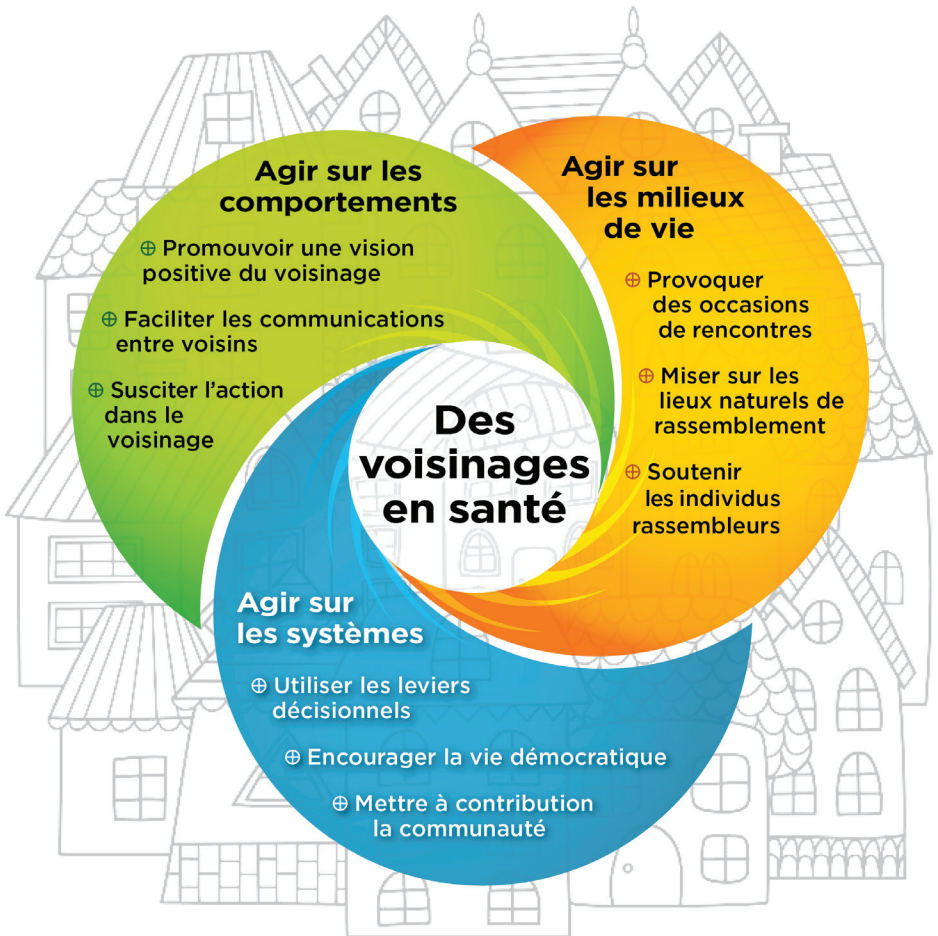 Agir sur les
comportements
⊕ Promouvoir une vision
positive du voisinage
⊕ Faciliter les communications
entre voisins
⊕ Susciter l'action
dans le
voisinage
Agir sur
les milieux
de vie
⊕ Provoquer
des occasions
de rencontres
⊕ Miser sur les
lieux naturels de
rassemblement
⊕ Soutenir
les individus
rassembleurs
Des
voisinages
en santé
Agir sur
les systèmes
⊕ Utiliser les leviers
décisionnels
⊕ Encourager la vie démocratique
⊕ Mettre à contribution
la communauté